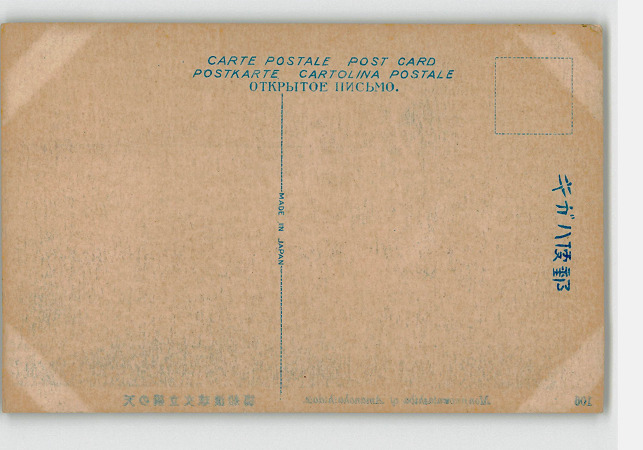 CARTE POSTALE POST CARD
POSTKARTE CARTOLINA POSTALE
ОТКРЫТОЕ ПИСЬМО.
MADE IN JAPAN
キガハ便郵